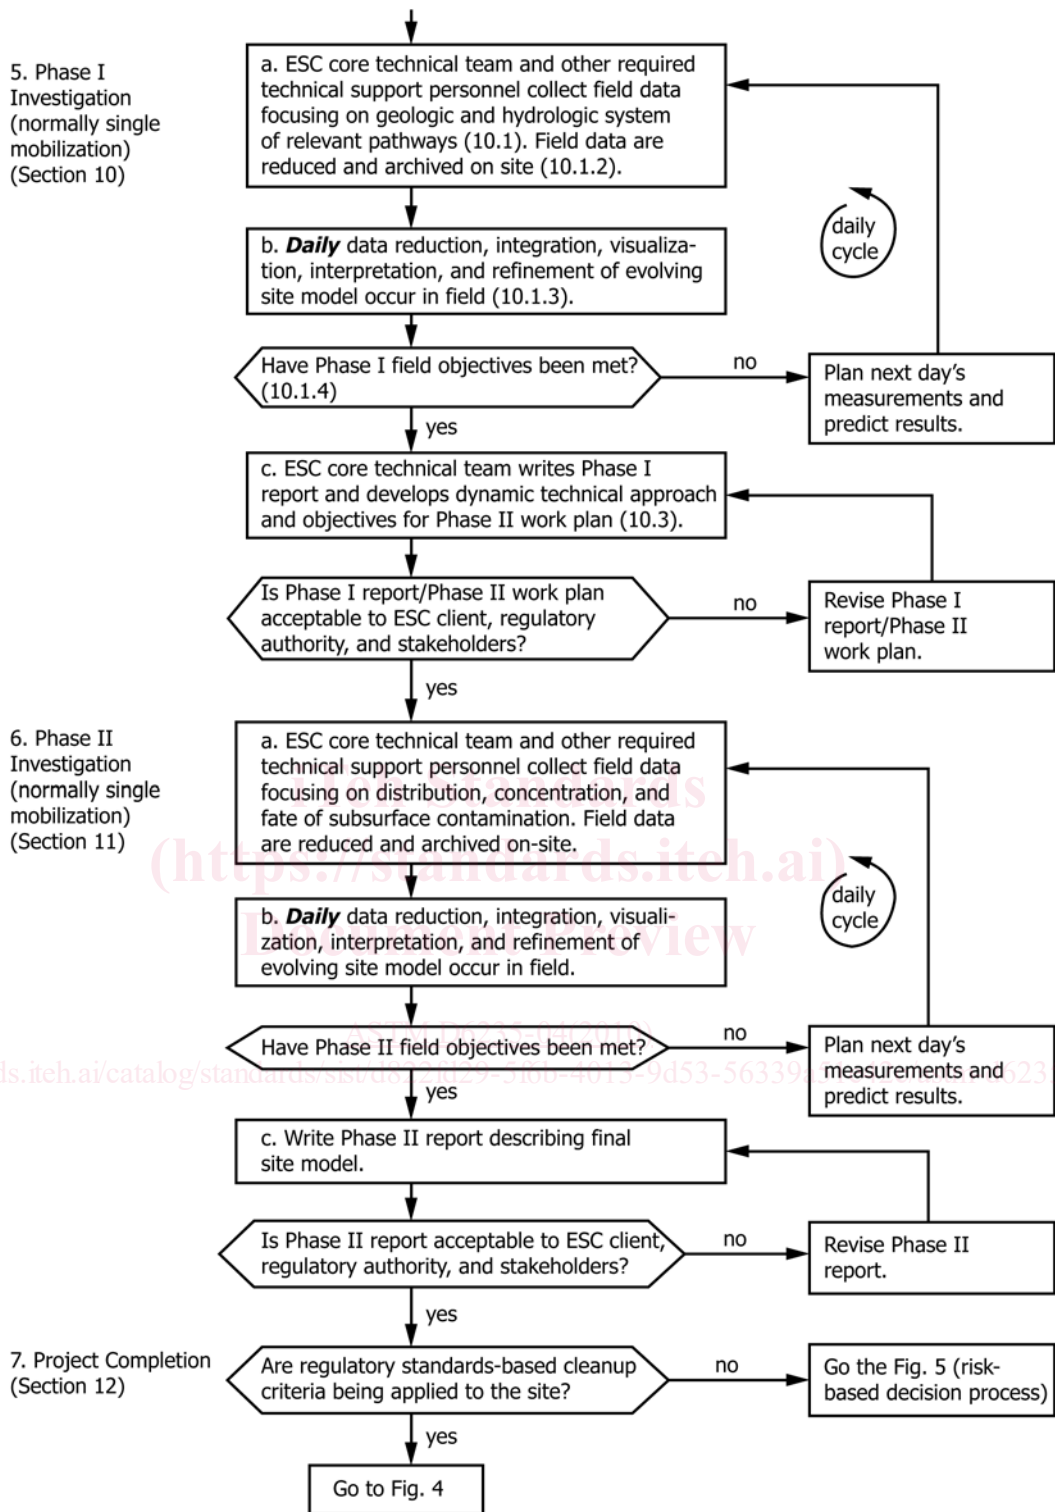 5. Phase I
Investigation
(normally single
mobilization)
(Section 10)
a. ESC core technical team and other required
technical support personnel collect field data
focusing on geologic and hydrologic system
of relevant pathways (10.1). Field data are
reduced and archived on site (10.1.2).
daily
cycle
b. Daily data reduction, integration, visualiza-
tion, interpretation, and refinement of evolving
site model occur in field (10.1.3).
Have Phase I field objectives been met?
(10.1.4)
no
Plan next day's
measurements and
predict results.
yes
c. ESC core technical team writes Phase I
report and develops dynamic technical approach
and objectives for Phase II work plan (10.3).
Is Phase I report/Phase II work plan
acceptable to ESC client, regulatory
authority, and stakeholders?
no
Revise Phase I
report/Phase II
work plan.
yes
6. Phase II
Investigation
(normally single
mobilization)
(Section 11)
a. ESC core technical team and other required
technical support personnel collect field data
focusing on distribution, concentration, and
fate of subsurface contamination. Field data
are reduced and archived on-site.
iTeh Standards
(https://standards.iteh.ai)
Document Preview
daily
cycle
b. Daily data reduction, integration, visuali-
zation, interpretation, and refinement of
evolving site model occur in field.
ASTM D6235-04(2010)
Have Phase II field objectives been met?
no
Plan next day's
measurements and
predict results.
yes
c. Write Phase II report describing final
site model.
Is Phase II report acceptable to ESC client,
regulatory authority, and stakeholders?
no
Revise Phase II
report.
yes
7. Project Completion
(Section 12)
Are regulatory standards-based cleanup
criteria being applied to the site?
no
Go the Fig. 5 (risk-
based decision process)
yes
Go to Fig. 4